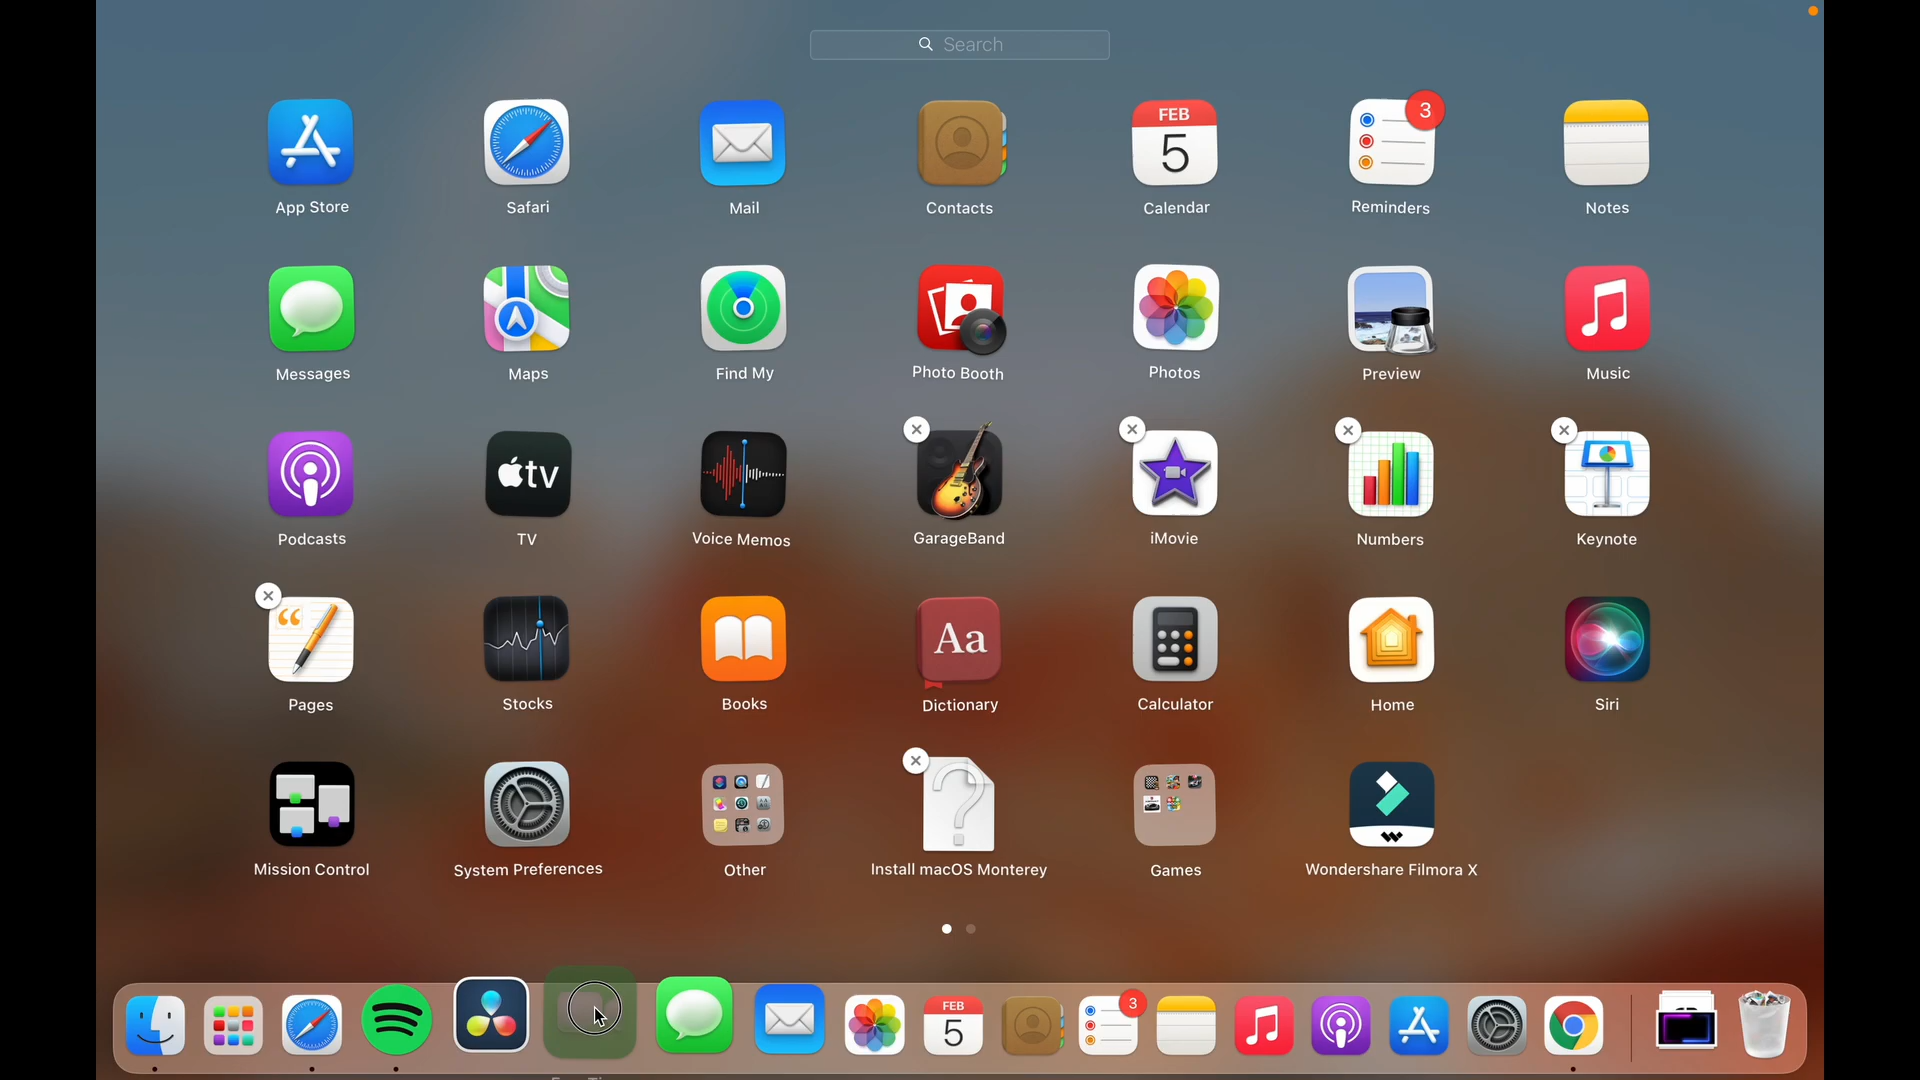 Search
FEB
5
3
App Store
Safari
Mail
Contacts
Calendar
Reminders
Notes
Messages
Maps
Find My
Photo Booth
Photos
Preview
Music
tv
Podcasts
TV
Voice Memos
GarageBand
iMovie
Numbers
Keynote
Aa
Pages
Stocks
Books
Dictionary
Calculator
Home
Siri
?
Mission Control
System Preferences
Other
Install macOS Monterey
Games
Wondershare Filmora X
FEB
5
3